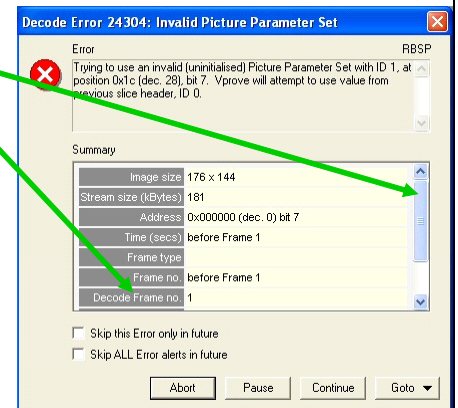 Decode Error 24304: Invalid Picture Parameter Set
Error RBSP
Trying to use an invalid (uninitialised) Picture Parameter Set with ID 1, at
position 0x1c (dec. 28), bit 7. Vprove will attempt to use value from
previous slice header, ID 0.
Summary
Image size 176 x 144
Stream size (kBytes) 181
Address 0x000000 (dec. 0) bit 7
Time (secs) before Frame 1
Frame type
Frame no. before Frame 1
Decode Frame no. 1
Skip this Error only in future
Skip ALL Error alerts in future
Abort Pause Continue Goto